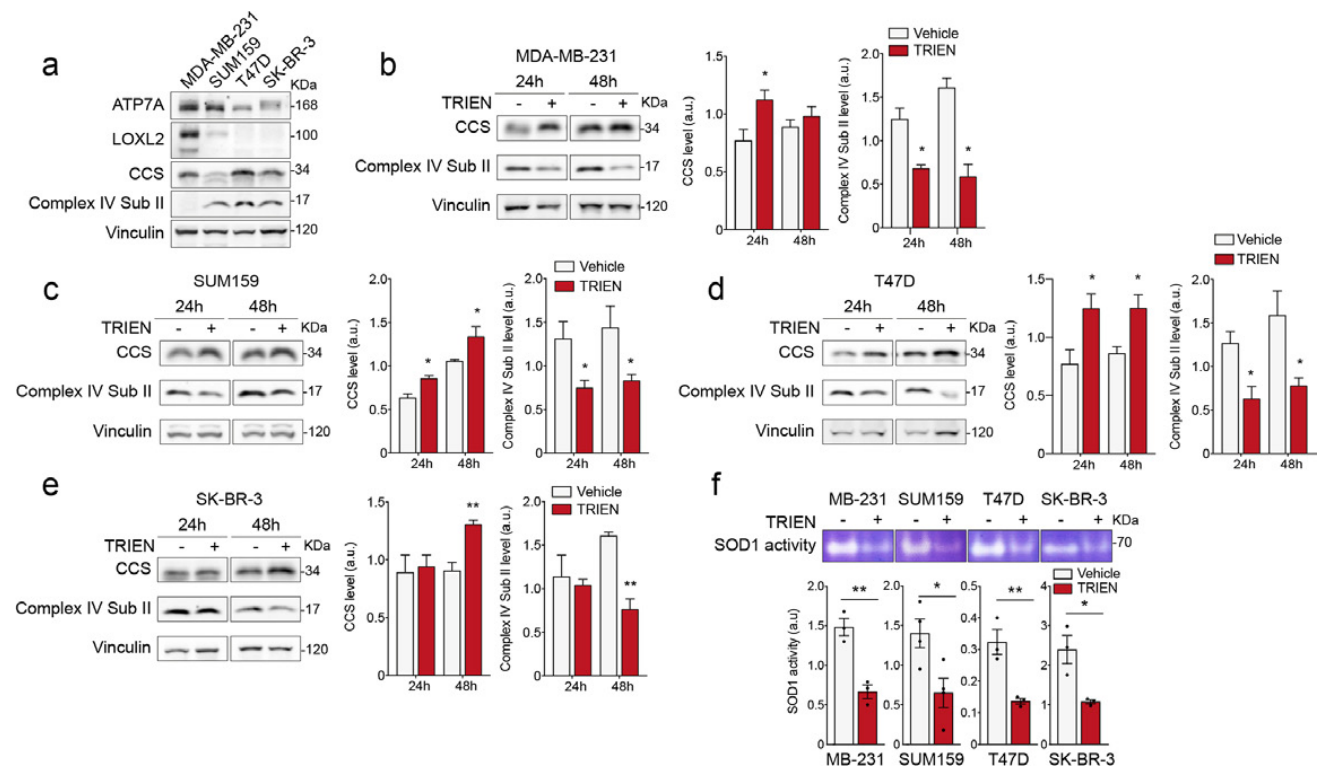 a
MDA-MB-231
SUM159
T47D
SK-BR-3
KDa
ATP7A
-168
LOXL2
-100
CCS
-34
Complex IV Sub II
-17
Vinculin
-120
b
MDA-MB-231
24h 48h
TRIEN - + - + KDa
CCS -34
Complex IV Sub II -17
Vinculin -120
CCS level (a.u.)
1.5
1.0
0.5
0
*
24h 48h
Vehicle
TRIEN
Complex IV Sub II level (a.u.)
2.0
1.5
1.0
0.5
0
* *
24h 48h
c
SUM159
24h 48h
TRIEN - + - + KDa
CCS -34
Complex IV Sub II -17
Vinculin -120
CCS level (a.u.)
2.0
1.5
1.0
0.5
0
* *
24h 48h
Vehicle
TRIEN
Complex IV Sub II level (a.u.)
2.0
1.5
1.0
0.5
0
* *
24h 48h
d
T47D
24h 48h
TRIEN - + - + KDa
CCS -34
Complex IV Sub II -17
Vinculin -120
CCS level (a.u.)
1.5
1.0
0.5
0
* *
24h 48h
Vehicle
TRIEN
Complex IV Sub II level (a.u.)
2.0
1.5
1.0
0.5
0
* *
24h 48h
e
SK-BR-3
24h 48h
TRIEN - + - + KDa
CCS -34
Complex IV Sub II -17
Vinculin -120
CCS level (a.u.)
1.5
1.0
0.5
0
**
24h 48h
Vehicle
TRIEN
Complex IV Sub II level (a.u.)
2.0
1.5
1.0
0.5
0
**
24h 48h
f
MB-231 SUM159 T47D SK-BR-3
TRIEN - + - + - + - + KDa
SOD1 activity -70
Vehicle
TRIEN
SOD1 activity (a.u)
2.0
1.5
1.0
0.5
0
**
MB-231
2.0
1.5
1.0
0.5
0
*
SUM159
0.5
0.4
0.3
0.2
0.1
0
**
T47D
4
3
2
1
0
*
SK-BR-3